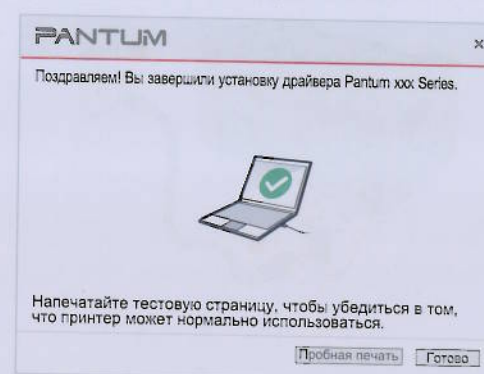 PANTUM
x
Поздравляем! Вы завершили установку драйвера Pantum xxx Series.
Напечатайте тестовую страницу, чтобы убедиться в том,
что принтер может нормально использоваться.
Пробная печать Готово